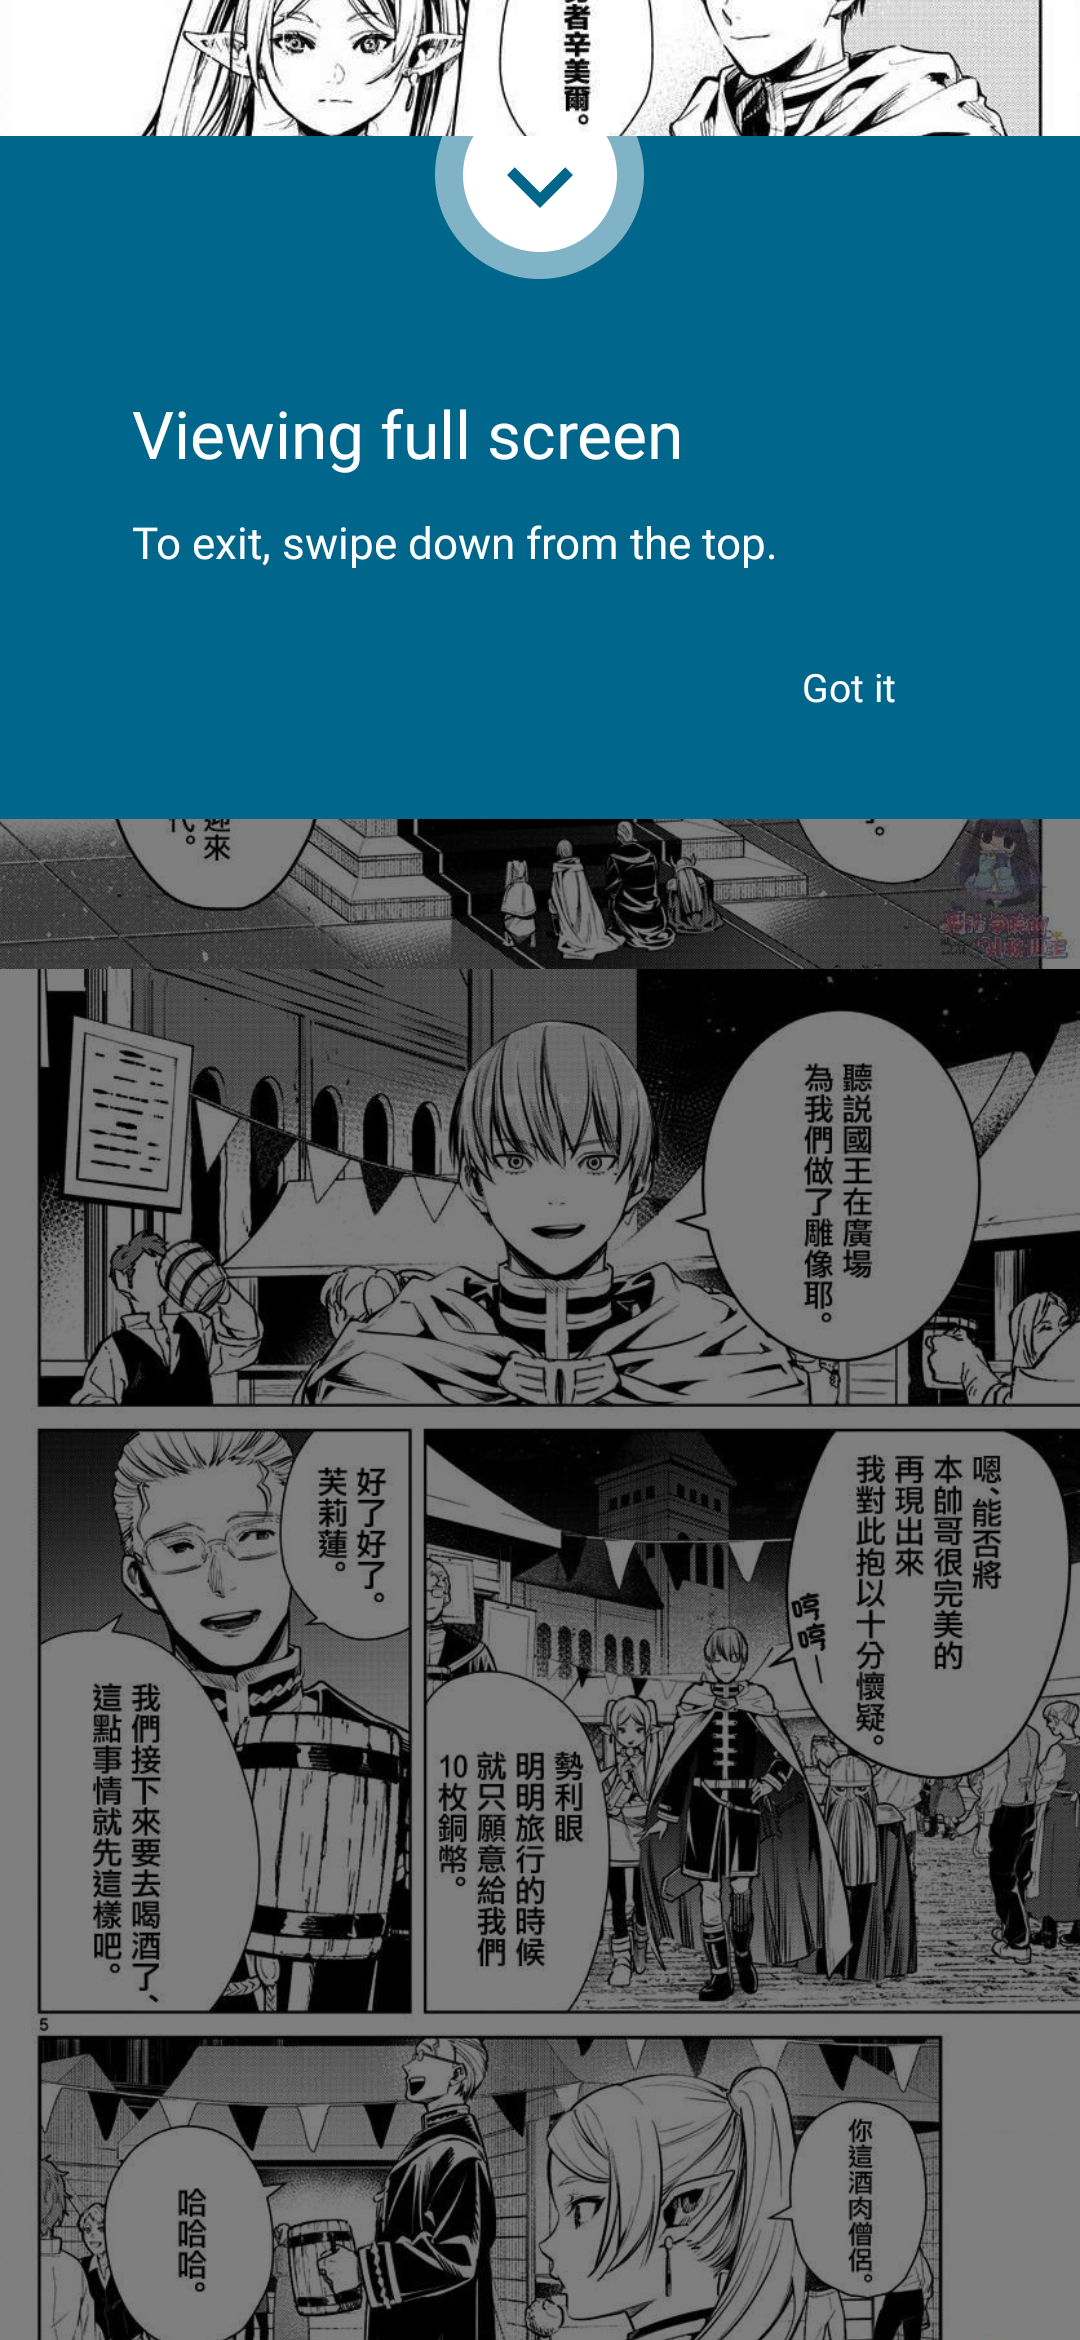 者辛美爾。
Viewing full screen
To exit, swipe down from the top.
Got it
迎來
代。
聽説國王在廣場
為我們做了雕像耶。
嗯、能否將
本帥哥很完美的
再現出來
我對此抱以十分懷疑。
哼哼—
勢利眼
明明旅行的時候
就只願意給我們
10枚銅幣。
好了好了。
芙莉蓮。
我們接下來要去喝酒了、
這點事情就先這樣吧。
5
你這酒肉僧侶。
哈哈哈。